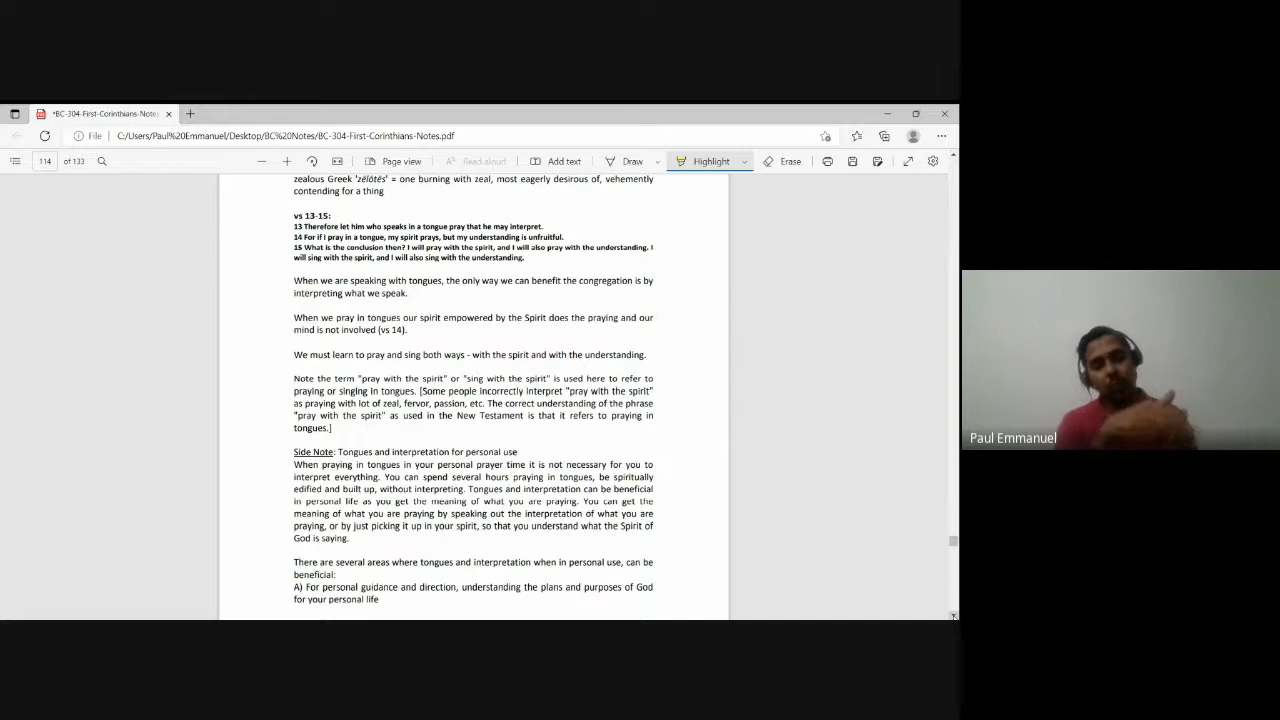 *BC-304-First-Corinthians-Notes
File
C:/Users/Paul%20Emmanuel/Desktop/BC%20Notes/BC-304-First-Corinthians-Notes.pdf
114 of 133
Page view
Read aloud
Add text
Draw
Highlight
Erase
zealous Greek 'zēlōtēs' = one burning with zeal, most eagerly desirous of, vehemently
contending for a thing
vs 13-15:
13 Therefore let him who speaks in a tongue pray that he may interpret.
14 For if I pray in a tongue, my spirit prays, but my understanding is unfruitful.
15 What is the conclusion then? I will pray with the spirit, and I will also pray with the understanding. I
will sing with the spirit, and I will also sing with the understanding.
When we are speaking with tongues, the only way we can benefit the congregation is by
interpreting what we speak.
When we pray in tongues our spirit empowered by the Spirit does the praying and our
mind is not involved (vs 14).
We must learn to pray and sing both ways - with the spirit and with the understanding.
Note the term "pray with the spirit" or "sing with the spirit" is used here to refer to
praying or singing in tongues. [Some people incorrectly interpret "pray with the spirit"
as praying with lot of zeal, fervor, passion, etc. The correct understanding of the phrase
"pray with the spirit" as used in the New Testament is that it refers to praying in
tongues.]
Side Note: Tongues and interpretation for personal use
When praying in tongues in your personal prayer time it is not necessary for you to
interpret everything. You can spend several hours praying in tongues, be spiritually
edified and built up, without interpreting. Tongues and interpretation can be beneficial
in personal life as you get the meaning of what you are praying. You can get the
meaning of what you are praying by speaking out the interpretation of what you are
praying, or by just picking it up in your spirit, so that you understand what the Spirit of
God is saying.
There are several areas where tongues and interpretation when in personal use, can be
beneficial:
A) For personal guidance and direction, understanding the plans and purposes of God
for your personal life
Paul Emmanuel